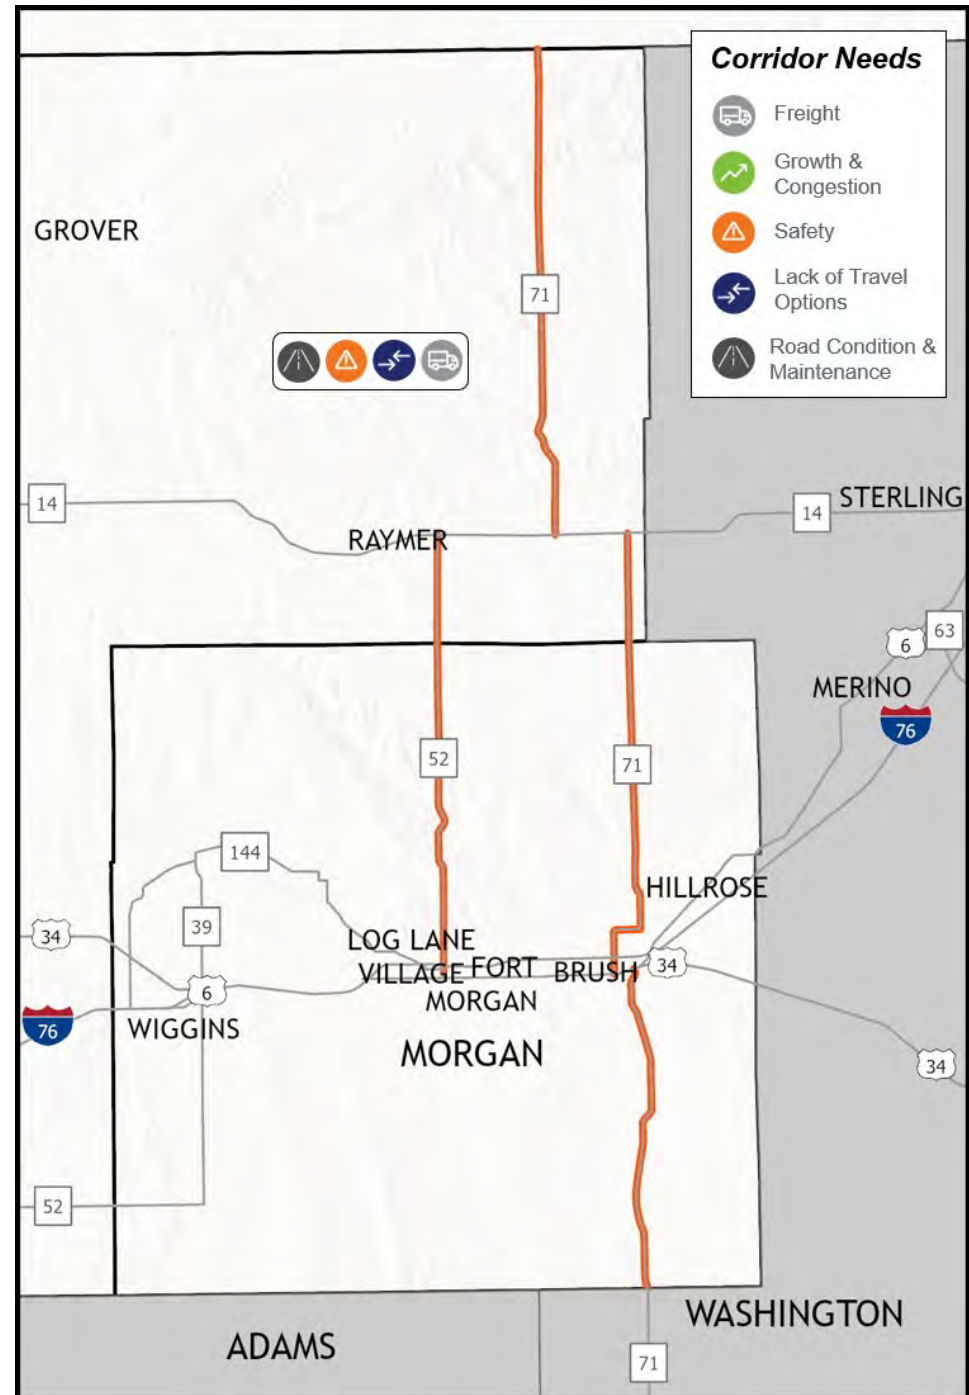 Corridor Needs
Freight
Growth &
Congestion
Safety
Lack of Travel
Options
Road Condition &
Maintenance
GROVER
71
14
STERLING
14
RAYMER
63
6
MERINO
76
52
71
144
HILLROSE
39
34
LOG LANE
VILLAGE
FORT
MORGAN
BRUSH
34
6
76
WIGGINS
MORGAN
34
52
WASHINGTON
ADAMS
71